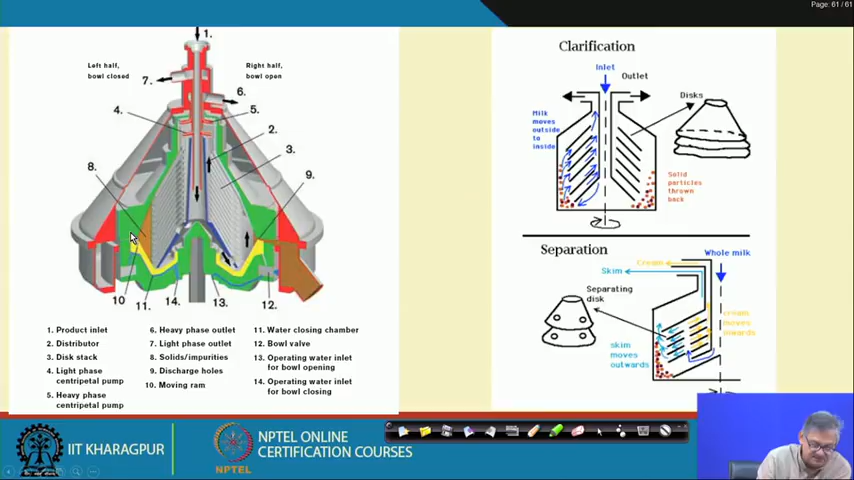 Page: 61 / 61
Left half,
bowl closed
Right half,
bowl open
1.
7.
6.
4.
5.
2.
3.
8.
9.
10
11.
14.
13.
12.
1. Product inlet
2. Distributor
3. Disk stack
4. Light phase
centripetal pump
5. Heavy phase
centripetal pump
6. Heavy phase outlet
7. Light phase outlet
8. Solids/impurities
9. Discharge holes
10. Moving ram
11. Water closing chamber
12. Bowl valve
13. Operating water inlet
for bowl opening
14. Operating water inlet
for bowl closing
Clarification
Inlet
Outlet
Disks
Milk
moves
outside
to
inside
Solid
particles
thrown
back
Separation
Whole milk
Cream
Skim
Separating
disk
cream
moves
inwards
skim
moves
outwards
IIT KHARAGPUR
NPTEL
NPTEL ONLINE
CERTIFICATION COURSES